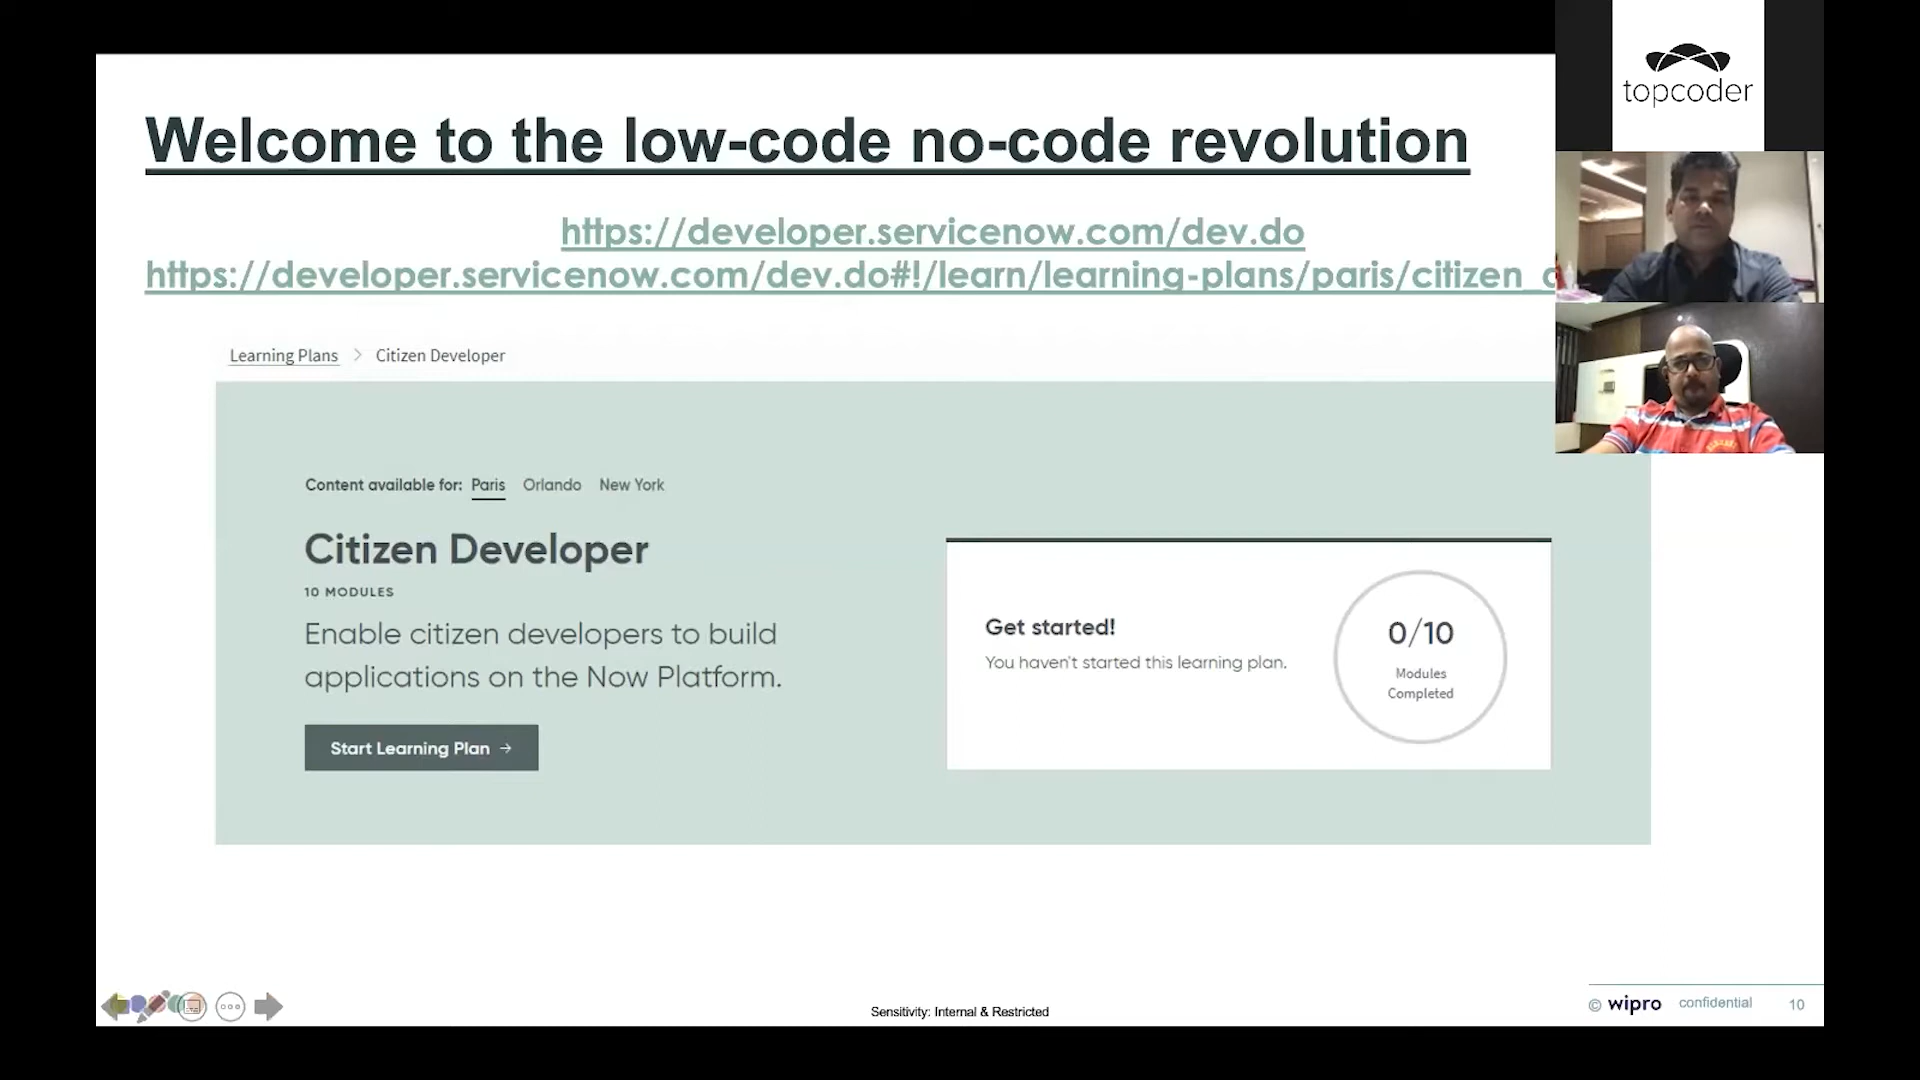 Welcome to the low-code no-code revolution
topcoder
https://developer.servicenow.com/dev.do
https://developer.servicenow.com/dev.do#!/learn/learning-plans/paris/citizen_
Learning Plans > Citizen Developer
Content available for: Paris Orlando New York
Citizen Developer
10 MODULES
Enable citizen developers to build
applications on the Now Platform.
Start Learning Plan →
Get started!
You haven't started this learning plan.
0/10
Modules
Completed
Sensitivity: Internal & Restricted
© wipro confidential 10